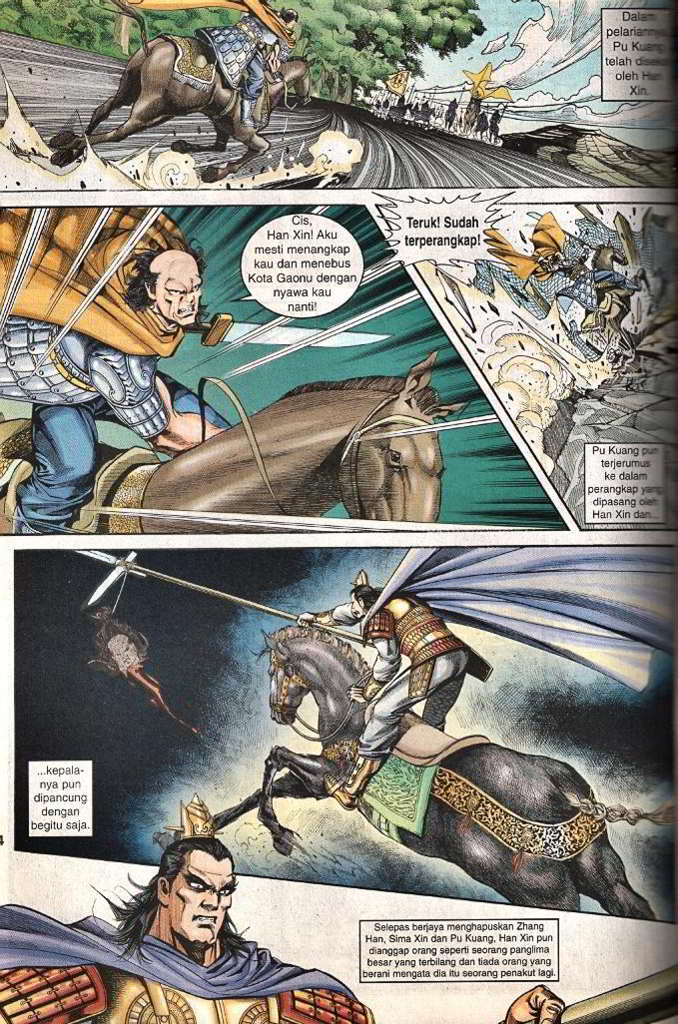 Dalam
pelariannya,
Pu Kuang
telah disekat
oleh Han
Xin.
Cis,
Han Xin! Aku
mesti menangkap
kau dan menebus
Kota Gaonu dengan
nyawa kau
nanti!
Teruk! Sudah
terperangkap!
Pu Kuang pun
terjerumus
ke dalam
perangkap yang
dipasang oleh
Han Xin dan...
...kepala-
nya pun
dipancung
dengan
begitu saja.
Selepas berjaya menghapuskan Zhang
Han, Sima Xin dan Pu Kuang, Han Xin pun
dianggap orang seperti seorang panglima
besar yang terbilang dan tiada orang yang
berani mengata dia itu seorang penakut lagi.